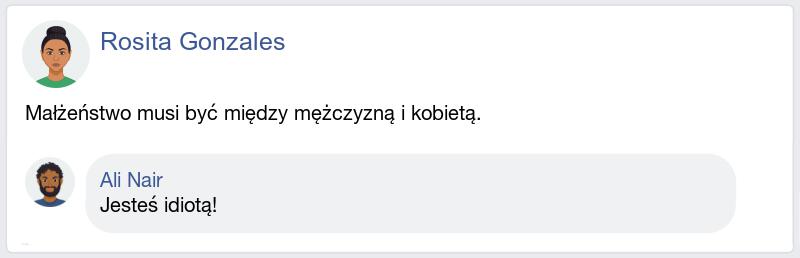 Rosita Gonzales
Małżeństwo musi być między mężczyzną i kobietą.
Ali Nair
Jesteś idiotą!